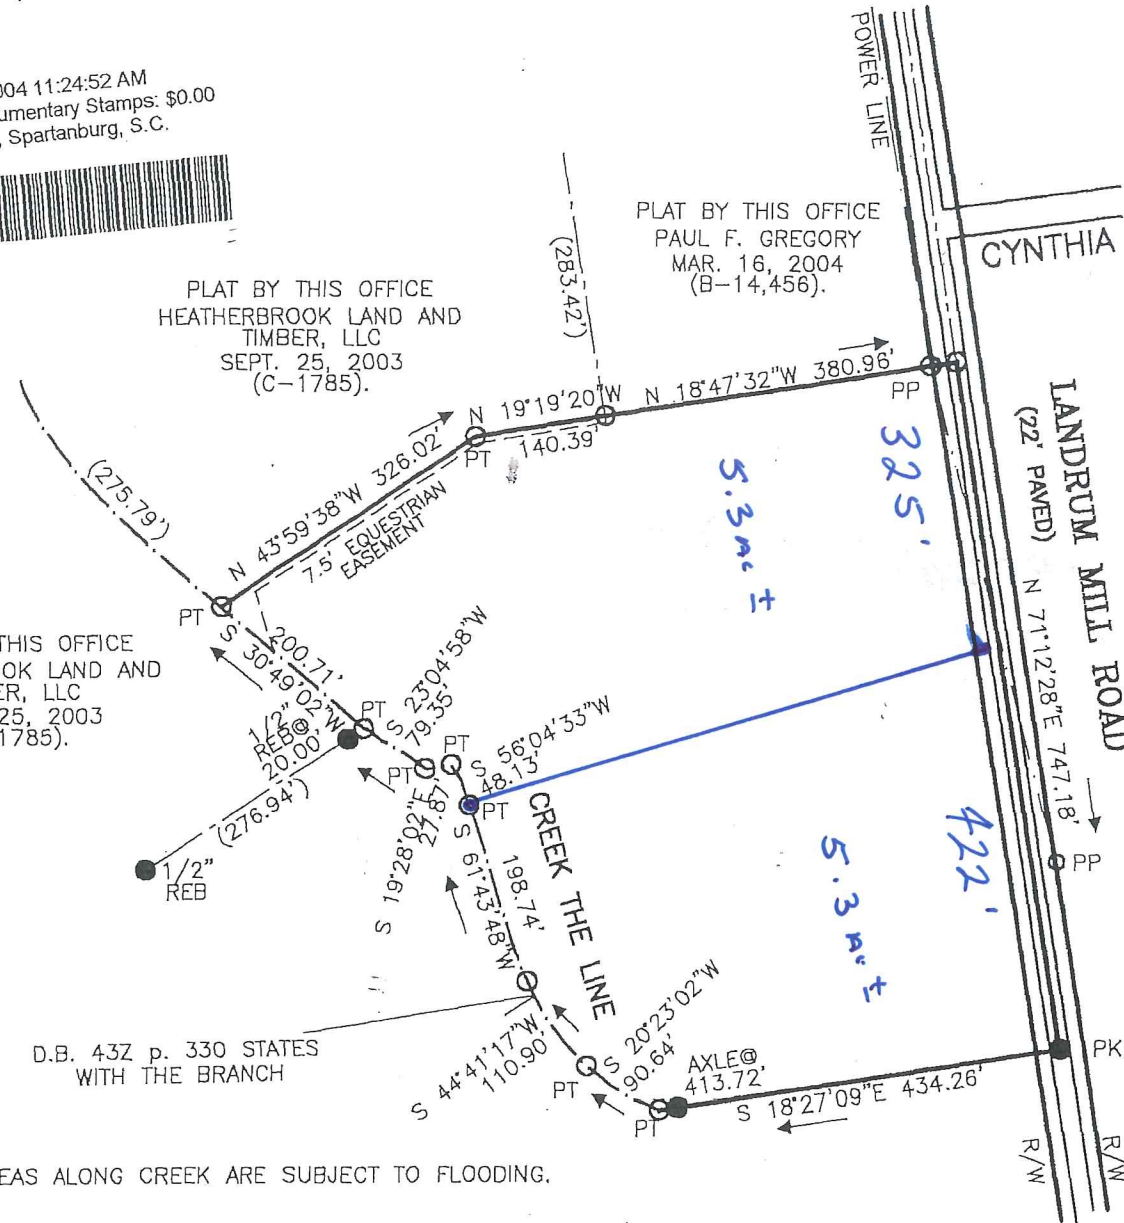 004 11:24:52 AM
umentary Stamps: $0.00
, Spartanburg, S.C.
POWER LINE
PLAT BY THIS OFFICE
PAUL F. GREGORY
MAR. 16, 2004
(B-14,456).
CYNTHIA
(283.42')
PLAT BY THIS OFFICE
HEATHERBROOK LAND AND
TIMBER, LLC
SEPT. 25, 2003
(C-1785).
N 18°47'32"W 380.96'
PP
N 19°19'20"W
140.39'
PT
N 43°59'38"W 326.02'
7.5' EQUESTRIAN
EASEMENT
(275.79')
PT
325'
5.3 Ac ±
LANDRUM MILL ROAD
(22' PAVED)
N 71°12'28"E 747.18'
THIS OFFICE
OK LAND AND
ER, LLC
25, 2003
1785).
S 30°49'02"W
200.71'
1/2"
REB@
20.00'
PT
S 23°04'58"W
79.35'
PT
PT
S 56°04'33"W
48.13'
PT
S 19°28'02"E
27.87'
(276.94')
1/2"
REB
CREEK THE LINE
S 61°43'48"W
198.74'
422'
5.3 Ac ±
PP
D.B. 43Z p. 330 STATES
WITH THE BRANCH
S 44°41'17"W
110.90'
PT
S 20°23'02"W
90.64'
PT
AXLE@
413.72'
S 18°27'09"E 434.26'
PK
R/W
R/W
EAS ALONG CREEK ARE SUBJECT TO FLOODING.